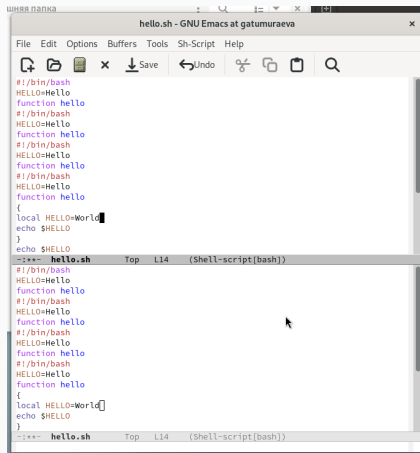 шняя папка
hello.sh - GNU Emacs at gatumuraeva
File Edit Options Buffers Tools Sh-Script Help
Save Undo
#!/bin/bash
HELLO=Hello
function hello
#!/bin/bash
HELLO=Hello
function hello
#!/bin/bash
HELLO=Hello
function hello
#!/bin/bash
HELLO=Hello
function hello
{
local HELLO=World
echo $HELLO
}
echo $HELLO
-:**- hello.sh Top L14 (Shell-script[bash])
#!/bin/bash
HELLO=Hello
function hello
#!/bin/bash
HELLO=Hello
function hello
#!/bin/bash
HELLO=Hello
function hello
#!/bin/bash
HELLO=Hello
function hello
{
local HELLO=World
echo $HELLO
}
-:**- hello.sh Top L14 (Shell-script[bash])